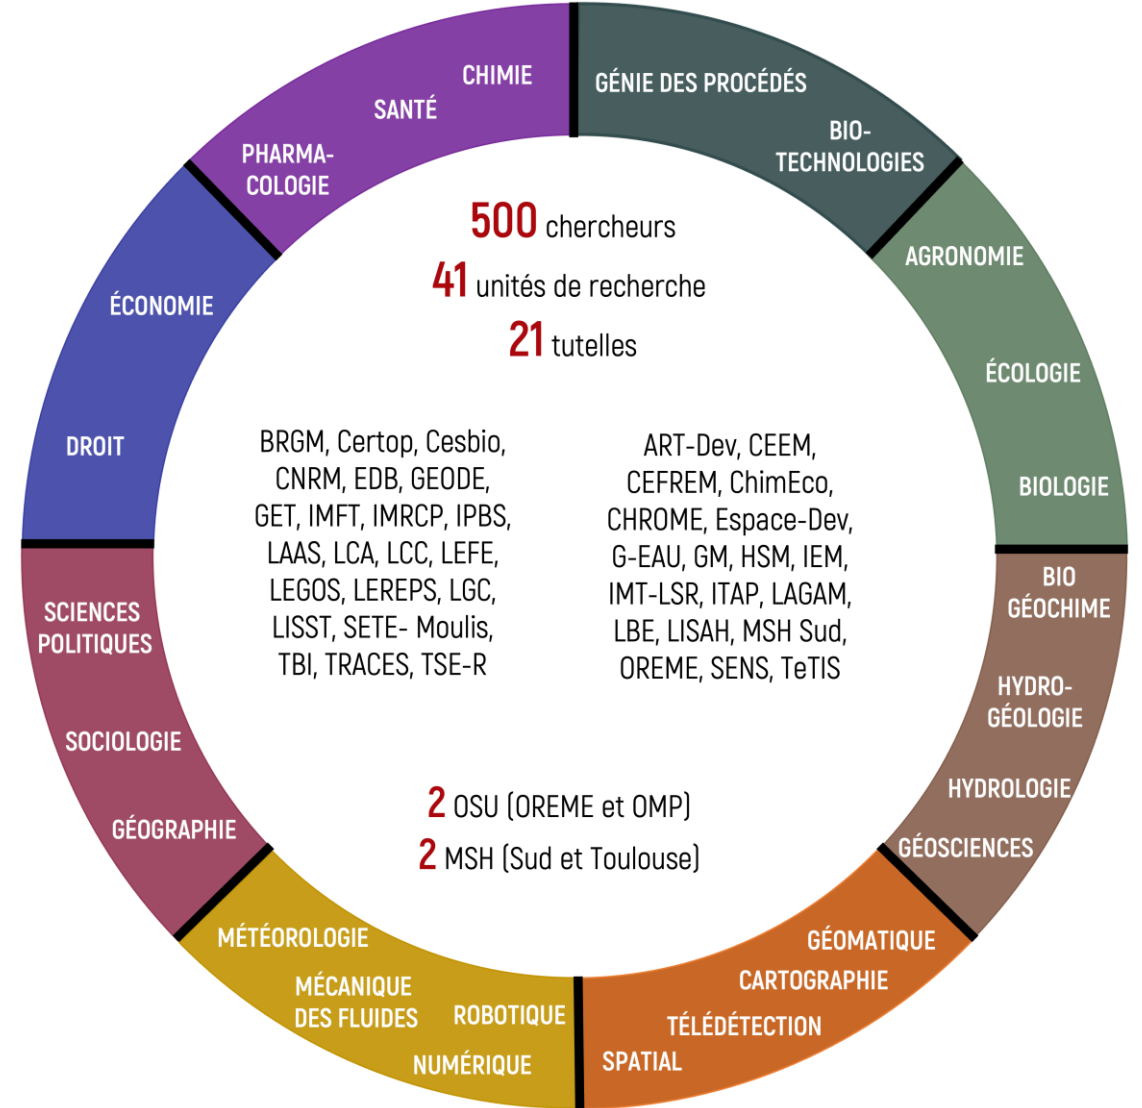 CHIMIE
SANTÉ
PHARMA-
COLOGIE
GÉNIE DES PROCÉDÉS
BIO-
TECHNOLOGIES
AGRONOMIE
ÉCOLOGIE
BIOLOGIE
BIO
GÉOCHIME
HYDRO-
GÉOLOGIE
HYDROLOGIE
GÉOSCIENCES
GÉOMATIQUE
CARTOGRAPHIE
TÉLÉDÉTECTION
SPATIAL
MÉTÉOROLOGIE
MÉCANIQUE
DES FLUIDES
ROBOTIQUE
NUMÉRIQUE
SCIENCES
POLITIQUES
SOCIOLOGIE
GÉOGRAPHIE
ÉCONOMIE
DROIT
500 chercheurs
41 unités de recherche
21 tutelles
BRGM, Certop, Cesbio,
CNRM, EDB, GEODE,
GET, IMFT, IMRCP, IPBS,
LAAS, LCA, LCC, LEFE,
LEGOS, LEREPS, LGC,
LISST, SETE- Moulis,
TBI, TRACES, TSE-R
ART-Dev, CEEM,
CEFREM, ChimEco,
CHROME, Espace-Dev,
G-EAU, GM, HSM, IEM,
IMT-LSR, ITAP, LAGAM,
LBE, LISAH, MSH Sud,
OREME, SENS, TeTIS
2 OSU (OREME et OMP)
2 MSH (Sud et Toulouse)